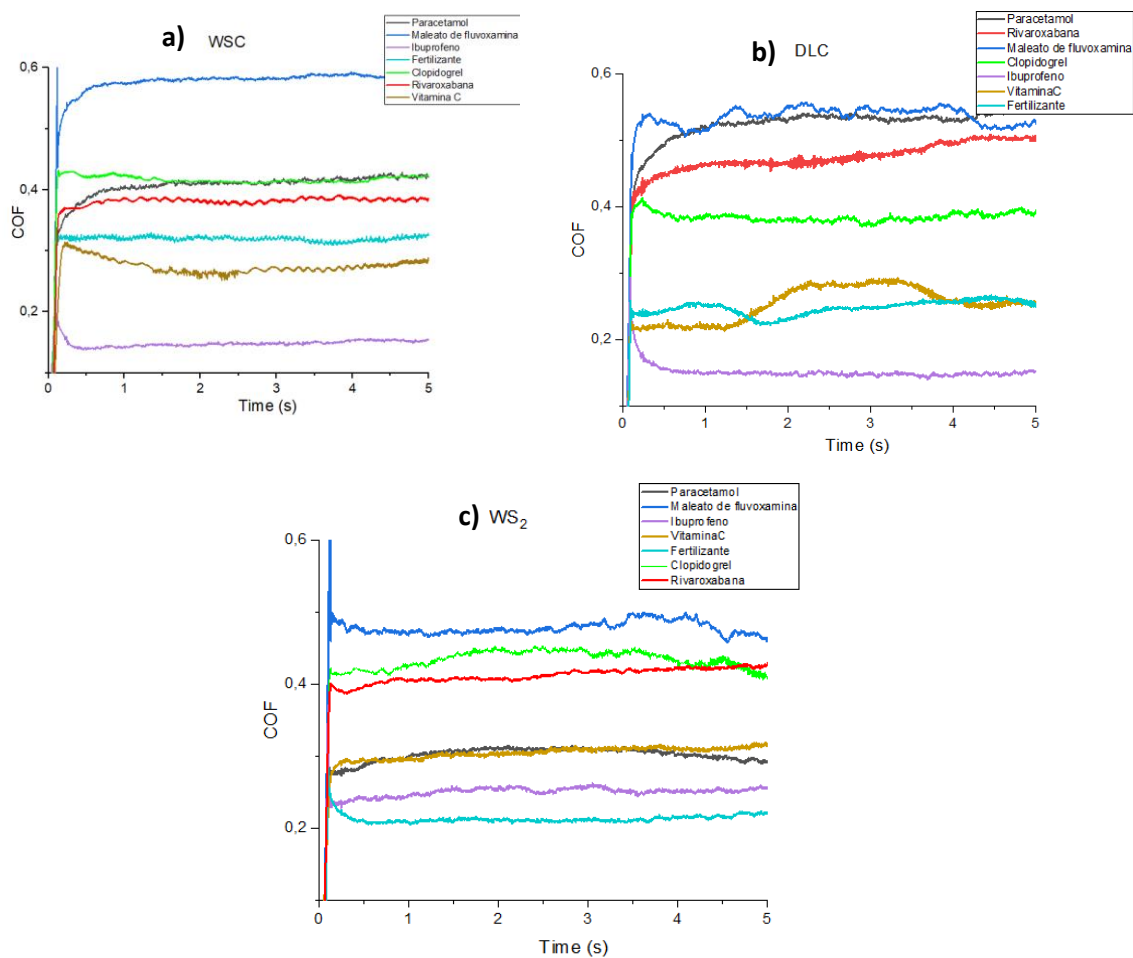 a) WSC
Paracetamol
Maleato de fluvoxamina
Ibuprofeno
Fertilizante
Clopidogrel
Rivaroxabana
Vitamina C
0,6
0,4
0,2
COF
0 1 2 3 4 5
Time (s)
b) DLC
Paracetamol
Rivaroxabana
Maleato de fluvoxamina
Clopidogrel
Ibuprofeno
VitaminaC
Fertilizante
0,6
0,4
0,2
COF
0 1 2 3 4 5
Time (s)
c) WS2
Paracetamol
Maleato de fluvoxamina
Ibuprofeno
VitaminaC
Fertilizante
Clopidogrel
Rivaroxabana
0,6
0,4
0,2
COF
0 1 2 3 4 5
Time (s)